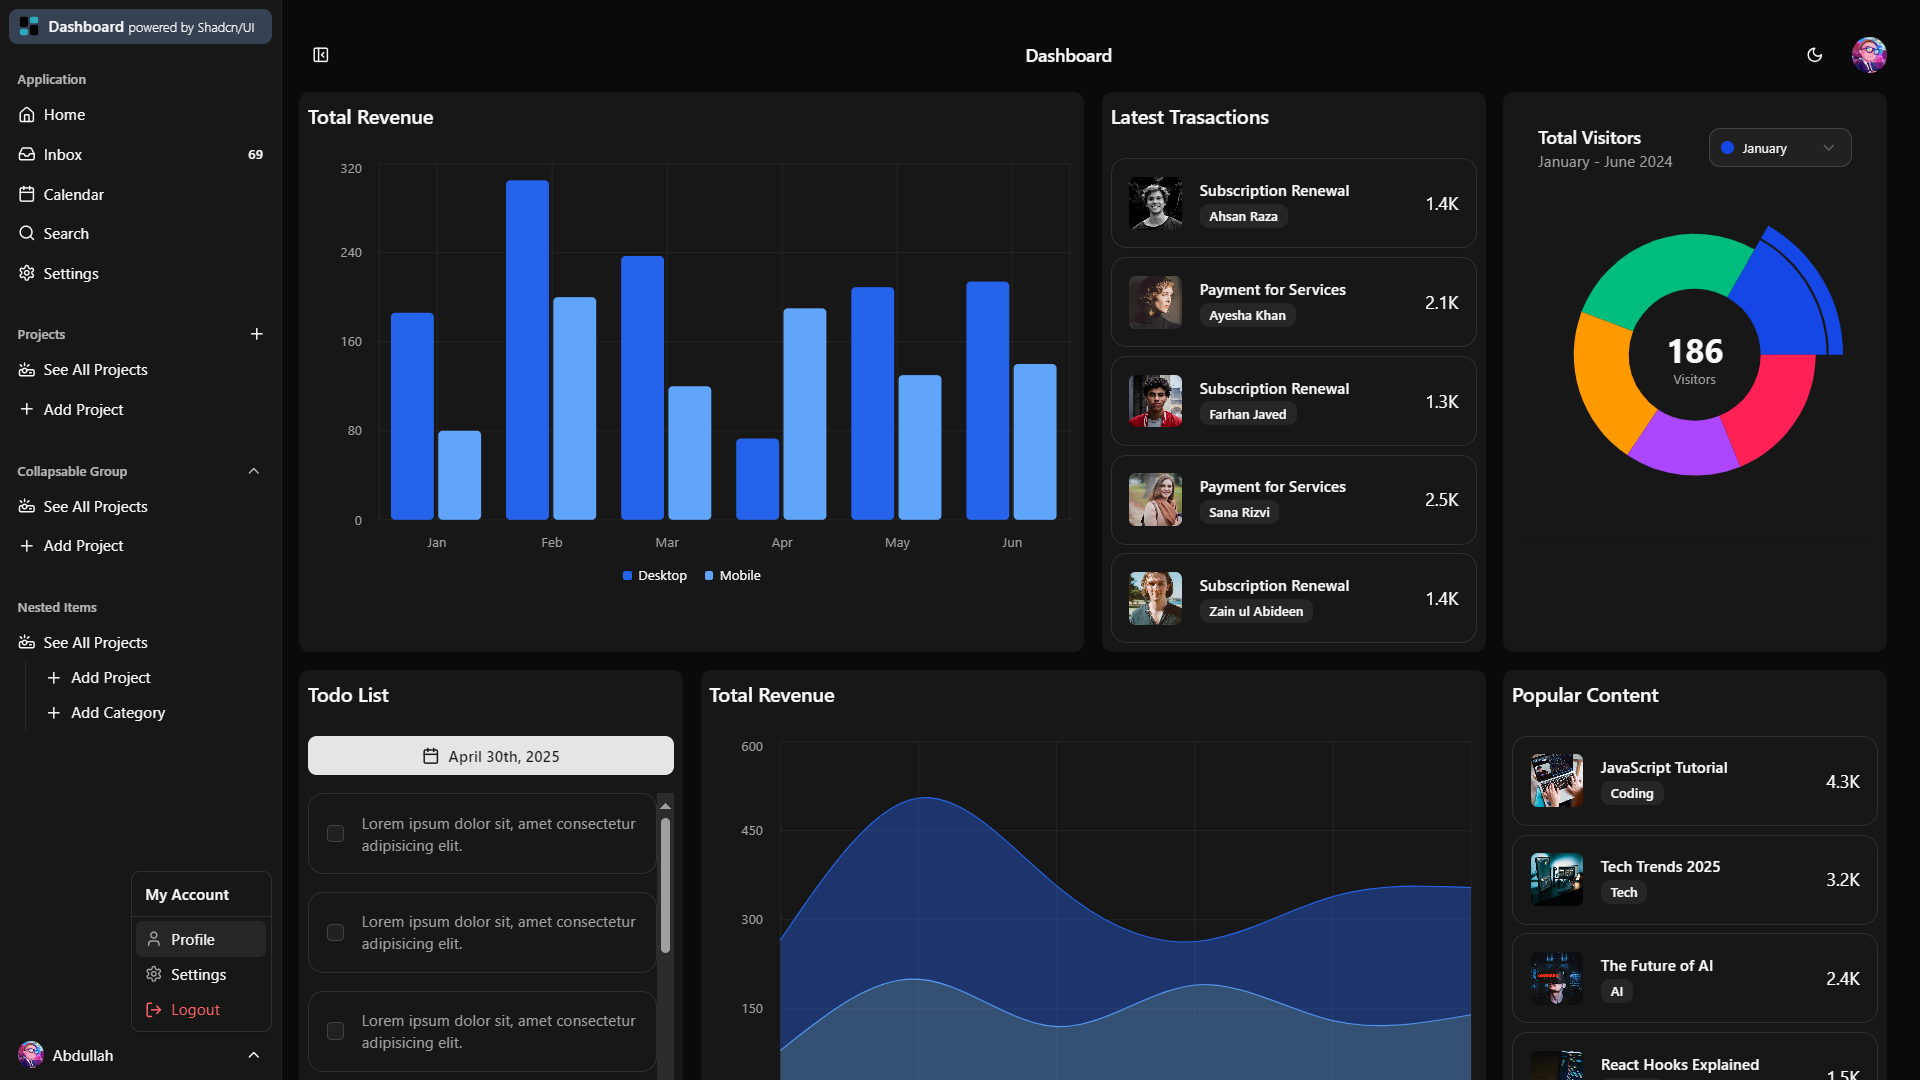 Dashboard powered by Shadcn/UI
Application
Home
Inbox 69
Calendar
Search
Settings
Projects
See All Projects
Add Project
Collapsable Group
See All Projects
Add Project
Nested Items
See All Projects
Add Project
Add Category
My Account
Profile
Settings
Logout
Abdullah
Dashboard
Total Revenue
320
240
160
80
0
Jan Feb Mar Apr May Jun
Desktop Mobile
Latest Trasactions
Subscription Renewal
Ahsan Raza
1.4K
Payment for Services
Ayesha Khan
2.1K
Subscription Renewal
Farhan Javed
1.3K
Payment for Services
Sana Rizvi
2.5K
Subscription Renewal
Zain ul Abideen
1.4K
Total Visitors
January - June 2024
January
186
Visitors
Todo List
April 30th, 2025
Lorem ipsum dolor sit, amet consectetur
adipisicing elit.
Lorem ipsum dolor sit, amet consectetur
adipisicing elit.
Lorem ipsum dolor sit, amet consectetur
adipisicing elit.
Total Revenue
600
450
300
150
Popular Content
JavaScript Tutorial
Coding
4.3K
Tech Trends 2025
Tech
3.2K
The Future of AI
AI
2.4K
React Hooks Explained
1.5K